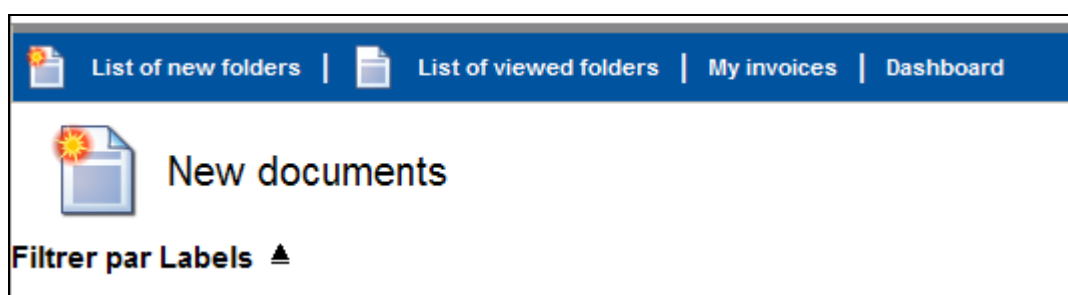 List of new folders | List of viewed folders | My invoices | Dashboard
New documents
Filtrer par Labels